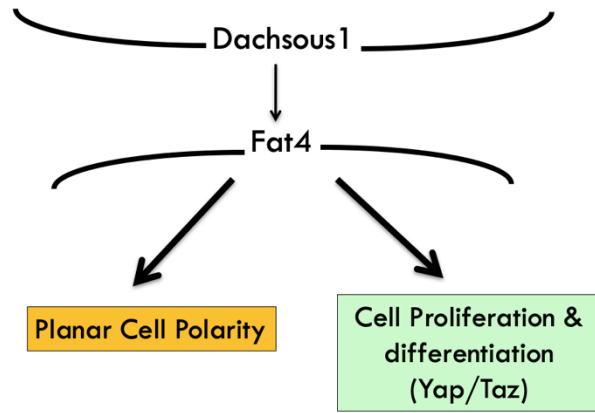 Dachsous1
Fat4
Planar Cell Polarity
Cell Proliferation &
differentiation
(Yap/Taz)